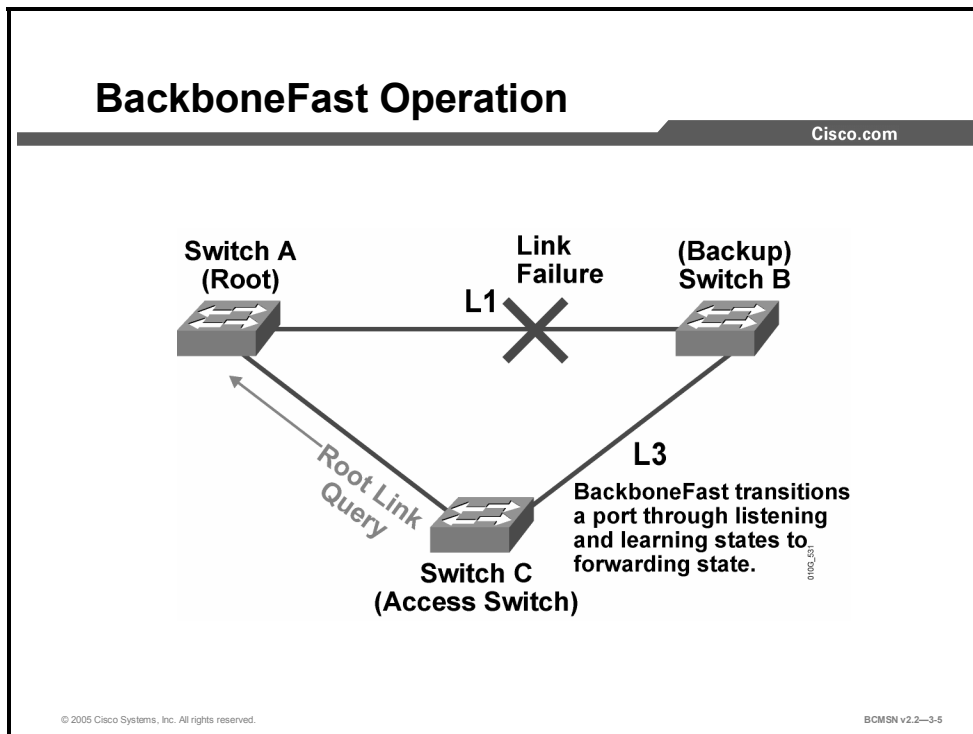 BackboneFast Operation
Cisco.com
Switch A
(Root)
Link
Failure
(Backup)
Switch B
L1
Root Link
Query
L3
BackboneFast transitions
a port through listening
and learning states to
forwarding state.
010G_531
Switch C
(Access Switch)
© 2005 Cisco Systems, Inc. All rights reserved.
BCMSN v2.2—3-5